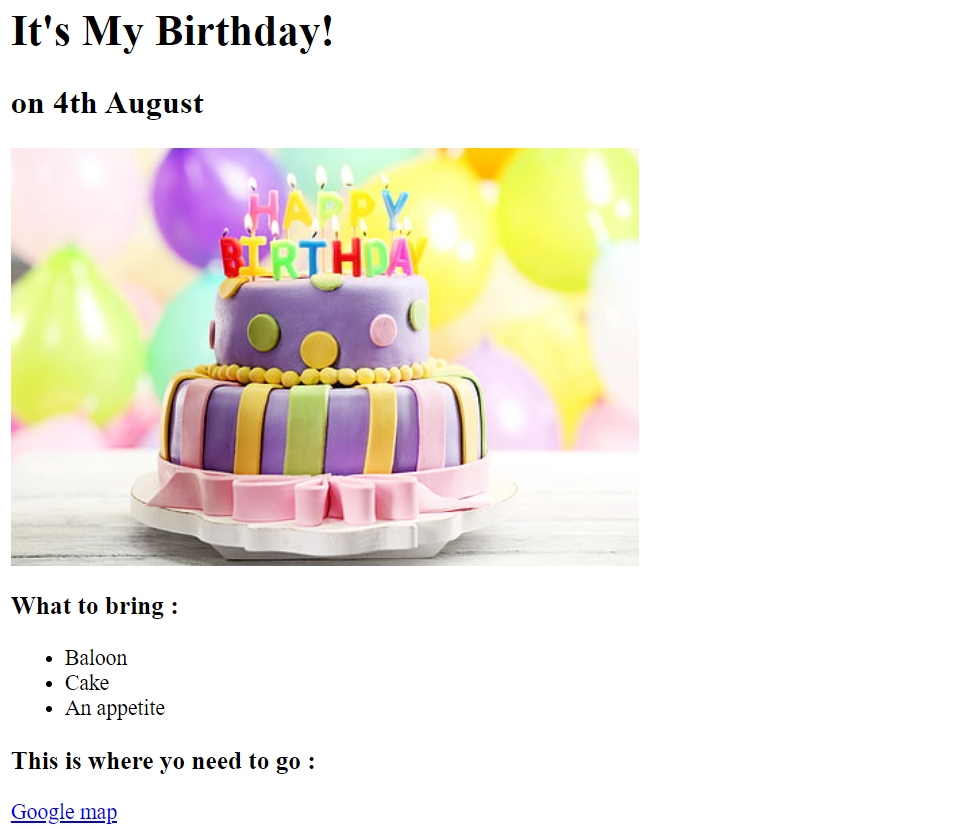 It's My Birthday!
on 4th August
HAPPY
BIRTHDAY
What to bring :
Baloon
Cake
An appetite
This is where yo need to go :
Google map